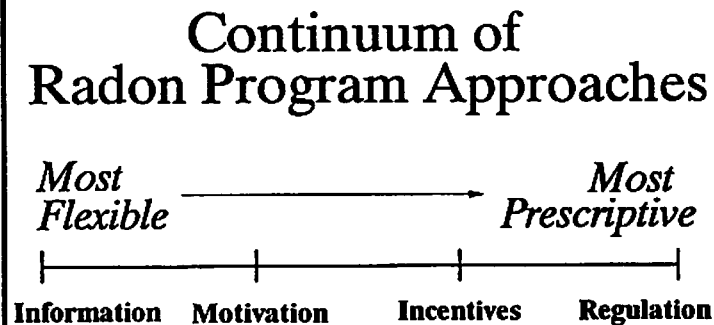 Continuum of
Radon Program Approaches
Most
Flexible
Most
Prescriptive
Information Motivation Incentives Regulation